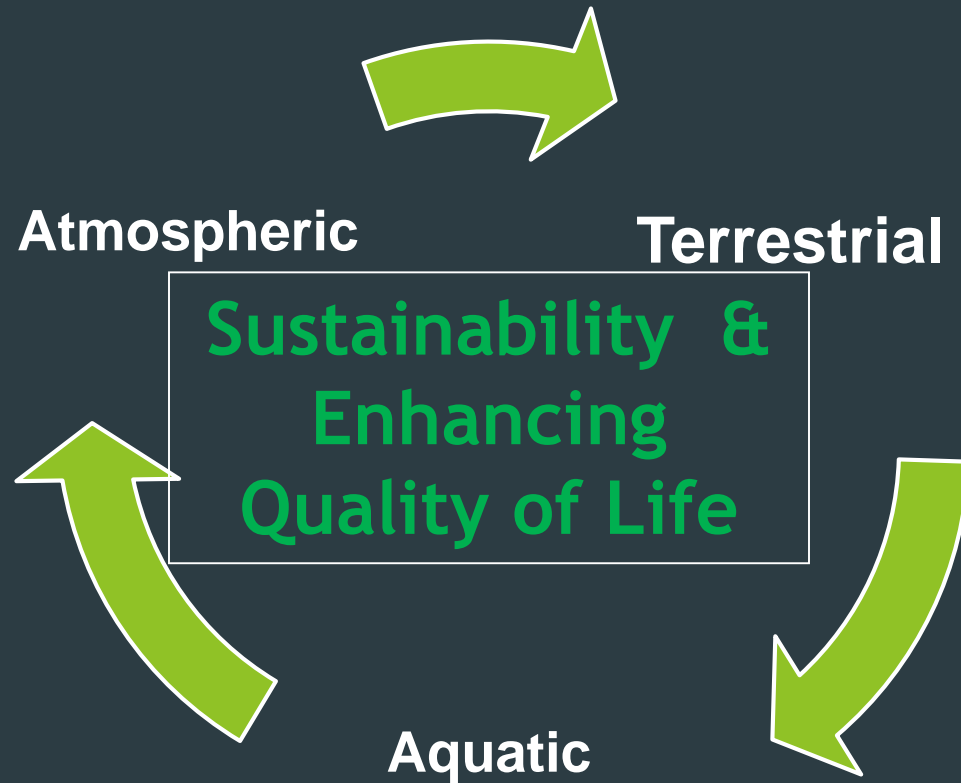 Atmospheric
Terrestrial
Sustainability &
Enhancing
Quality of Life
Aquatic